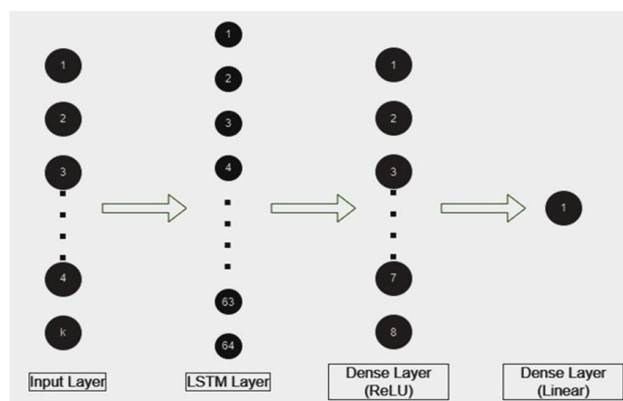 1
2
3
4
k
Input Layer
1
2
3
4
63
64
LSTM Layer
1
2
3
7
8
Dense Layer
(ReLU)
1
Dense Layer
(Linear)